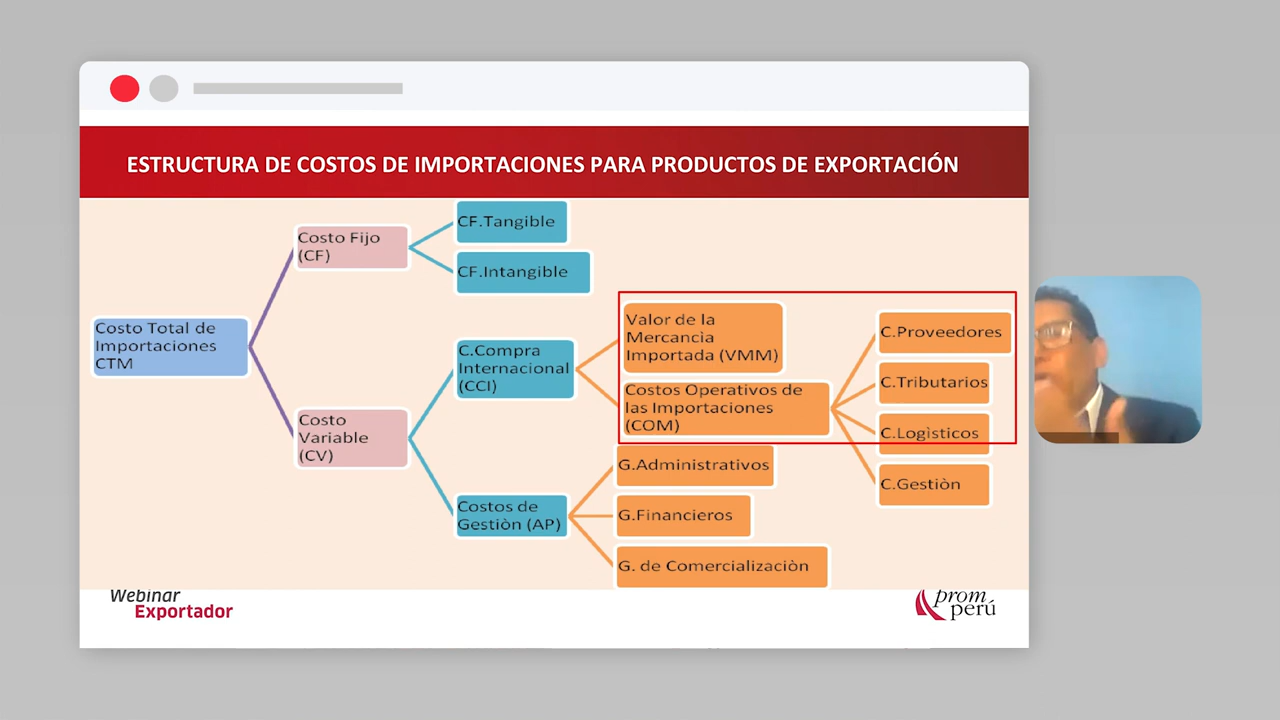 ESTRUCTURA DE COSTOS DE IMPORTACIONES PARA PRODUCTOS DE EXPORTACIÓN
Costo Total de
Importaciones
CTM
Costo Fijo
(CF)
CF.Tangible
CF.Intangible
Costo
Variable
(CV)
C.Compra
Internacional
(CCI)
Valor de la
Mercancia
Importada (VMM)
Costos Operativos de
las Importaciones
(COM)
C.Proveedores
C.Tributarios
C.Logìsticos
C.Gestiòn
Costos de
Gestiòn (AP)
G.Administrativos
G.Financieros
G. de Comercializaciòn
Webinar
Exportador
prom
perú